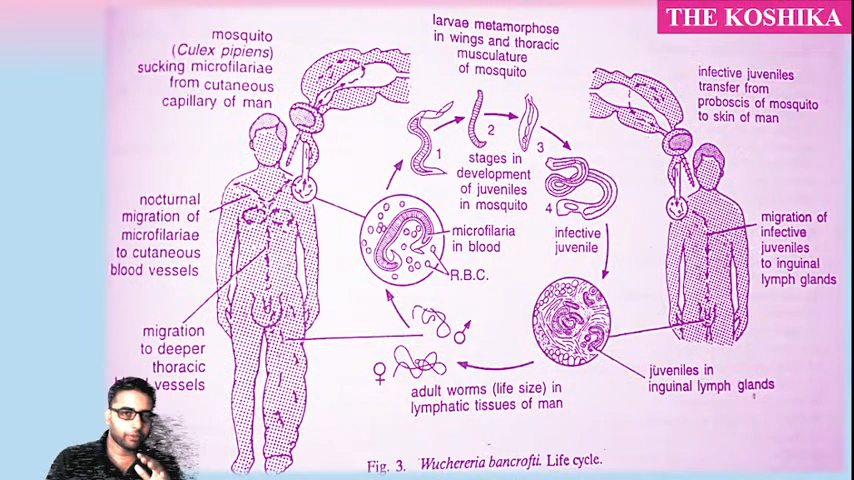 THE KOSHIKA
mosquito
(Culex pipiens)
sucking microfilariae
from cutaneous
capillary of man
larvae metamorphose
in wings and thoracic
musculature
of mosquito
infective juveniles
transfer from
proboscis of mosquito
to skin of man
1
2
3
4
stages in
development
of juveniles
in mosquito
nocturnal
migration of
microfilariae
to cutaneous
blood vessels
microfilaria
in blood
R.B.C.
infective
juvenile
migration of
infective
juveniles
to inguinal
lymph glands
migration
to deeper
thoracic
vessels
♂
♀
adult worms (life size) in
lymphatic tissues of man
juveniles in
inguinal lymph glands
Fig. 3. Wuchereria bancrofti. Life cycle.